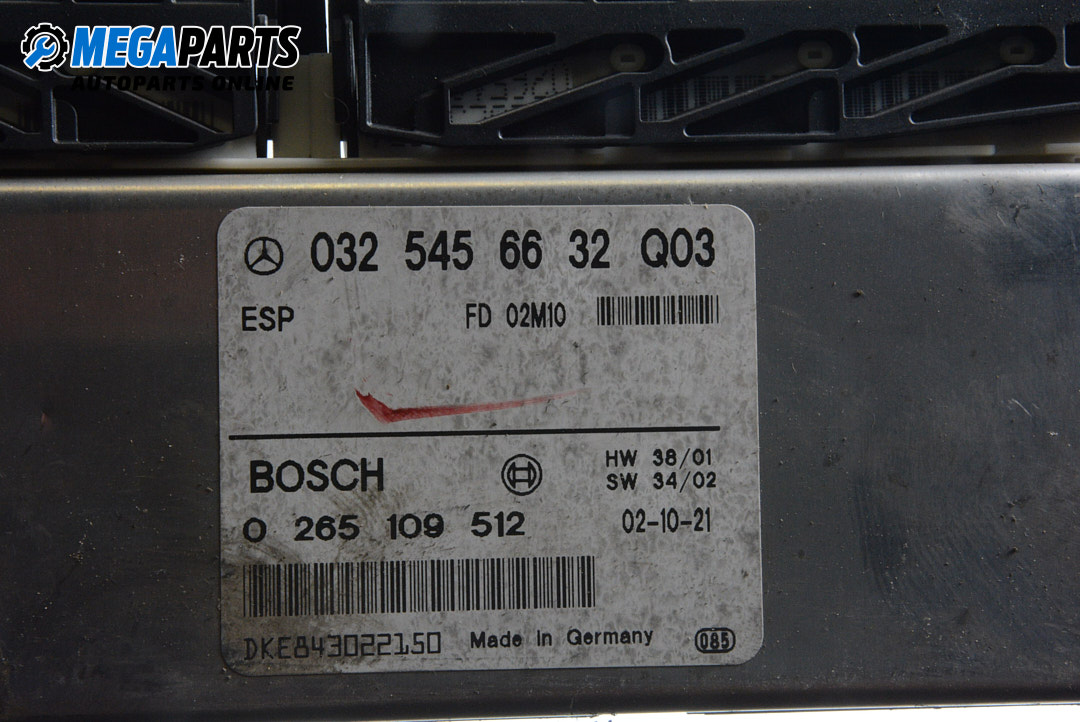 MEGAPARTS
AUTOPARTS ONLINE
032 545 66 32 Q03
ESP FD 02M10
BOSCH HW 38/01
SW 34/02
0 265 109 512 02-10-21
DKE843022150 Made in Germany 085